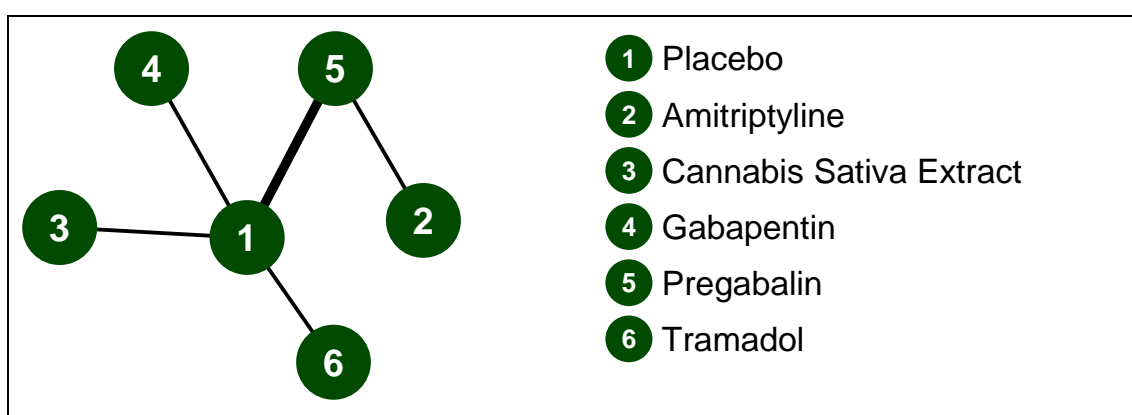 4
5
3
1
2
6
1 Placebo
2 Amitriptyline
3 Cannabis Sativa Extract
4 Gabapentin
5 Pregabalin
6 Tramadol